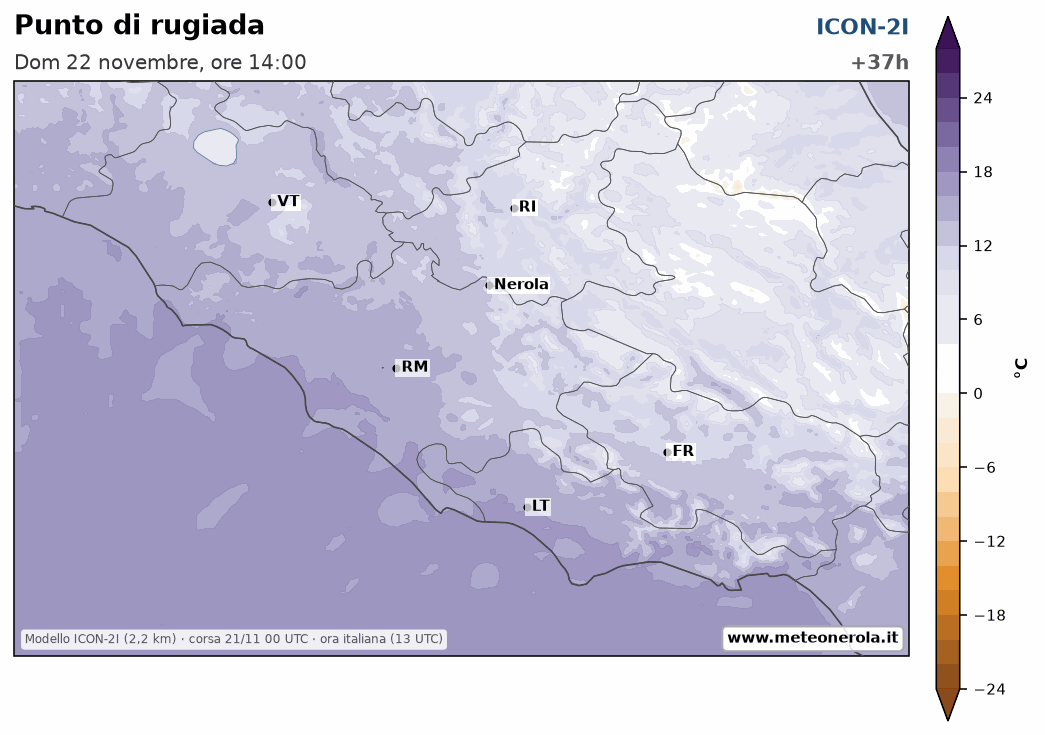 Punto di rugiada
ICON-2I
Dom 22 novembre, ore 14:00
+37h
24
18
12
6
0
−6
−12
−18
−24
°C
VT
RI
Nerola
RM
FR
LT
Modello ICON-2I (2,2 km) · corsa 21/11 00 UTC · ora italiana (13 UTC)
www.meteonerola.it